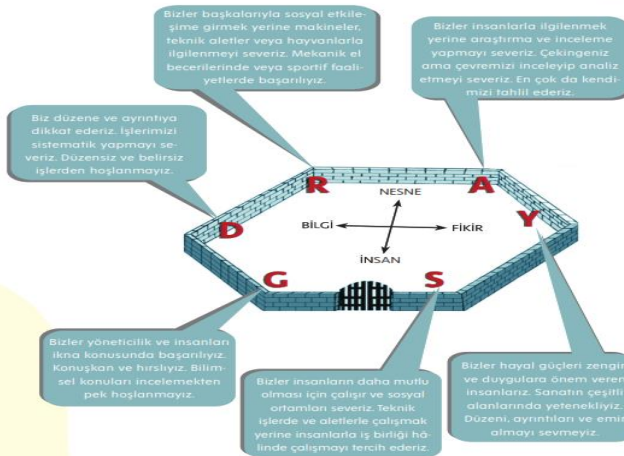 Bizler başkalarıyla sosyal etkile-
şime girmek yerine makineler,
teknik aletler veya hayvanlarla
ilgilenmeyi severiz. Mekanik el
becerilerinde veya sportif faali-
yetlerde başarılıyız.
Bizler insanlarla ilgilenmek
yerine araştırma ve inceleme
yapmayı severiz. Çekingeniz
ama çevremizi inceleyip analiz
etmeyi severiz. En çok da kendi-
mizi tahlil ederiz.
Biz düzene ve ayrıntıya
dikkat ederiz. İşlerimizi
sistematik yapmayı se-
veriz. Düzensiz ve belirsiz
işlerden hoşlanmayız.
R
A
NESNE
D
Y
BİLGİ
FİKİR
İNSAN
G
S
Bizler yöneticilik ve insanları
ikna konusunda başarılıyız.
Konuşkan ve hırslıyız. Bilim-
sel konuları incelemekten
pek hoşlanmayız.
Bizler insanların daha mutlu
olması için çalışır ve sosyal
ortamları severiz. Teknik
işlerde ve aletlerle çalışmak
yerine insanlarla iş birliği hâ-
linde çalışmayı tercih ederiz.
Bizler hayal güçleri zengin
ve duygulara önem veren
insanlarız. Sanatın çeşitli
alanlarında yetenekliyiz.
Düzeni, ayrıntıları ve emir
almayı sevmeyiz.